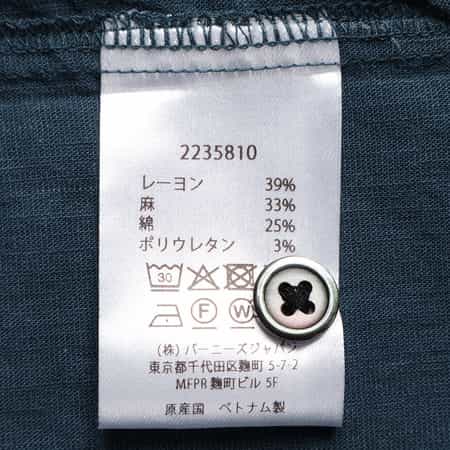 2235810
レーヨン 39%
麻 33%
綿 25%
ポリウレタン 3%
30
F W
(株) バーニーズジャパン
東京都千代田区麹町 5-7-2
MFPR 麹町ビル 5F
原産国 ベトナム製